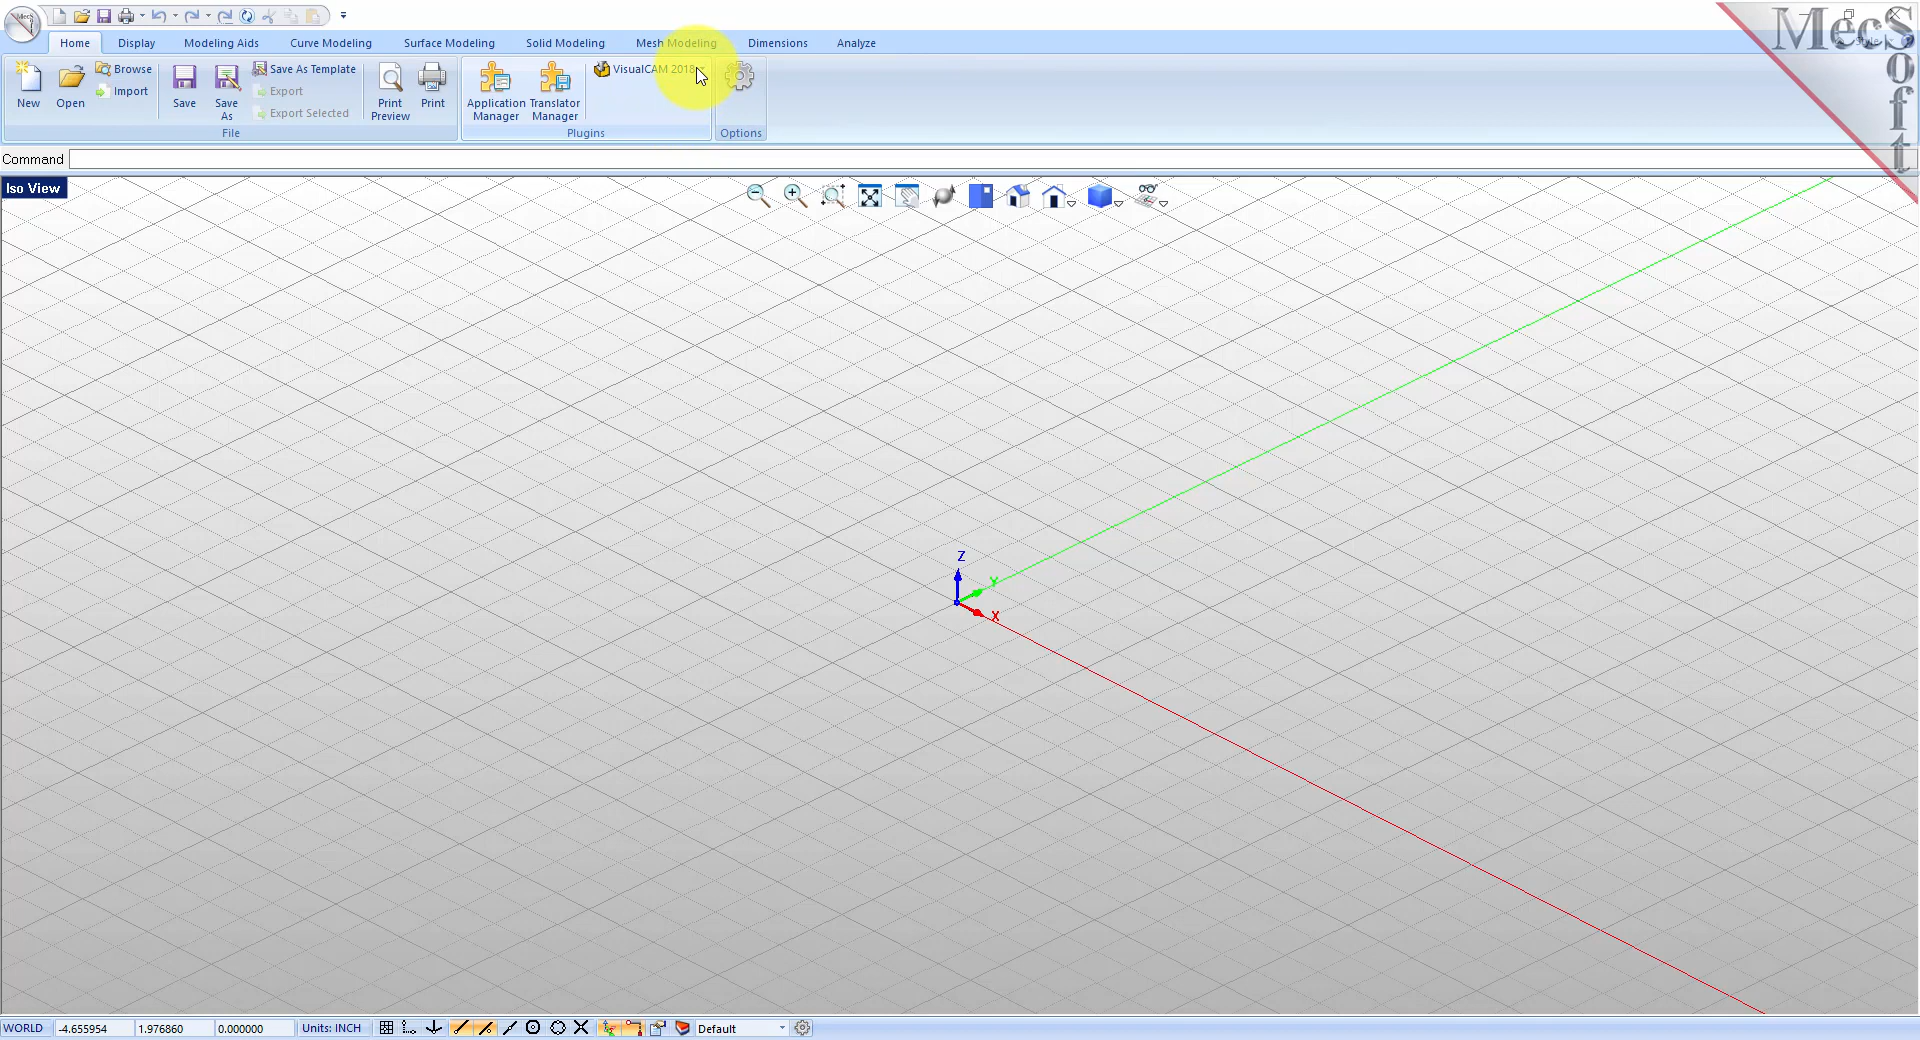 MecSoft
Home Display Modeling Aids Curve Modeling Surface Modeling Solid Modeling Mesh Modeling Dimensions Analyze
New
Open
Browse
Import
Save
Save As
Save As Template
Export
Export Selected
Print Preview
Print
File
Application Manager
Translator Manager
VisualCAM 2018
Plugins
Options
Command
Iso View
Z
Y
X
WORLD -4.655954 1.976860 0.000000 Units: INCH Default